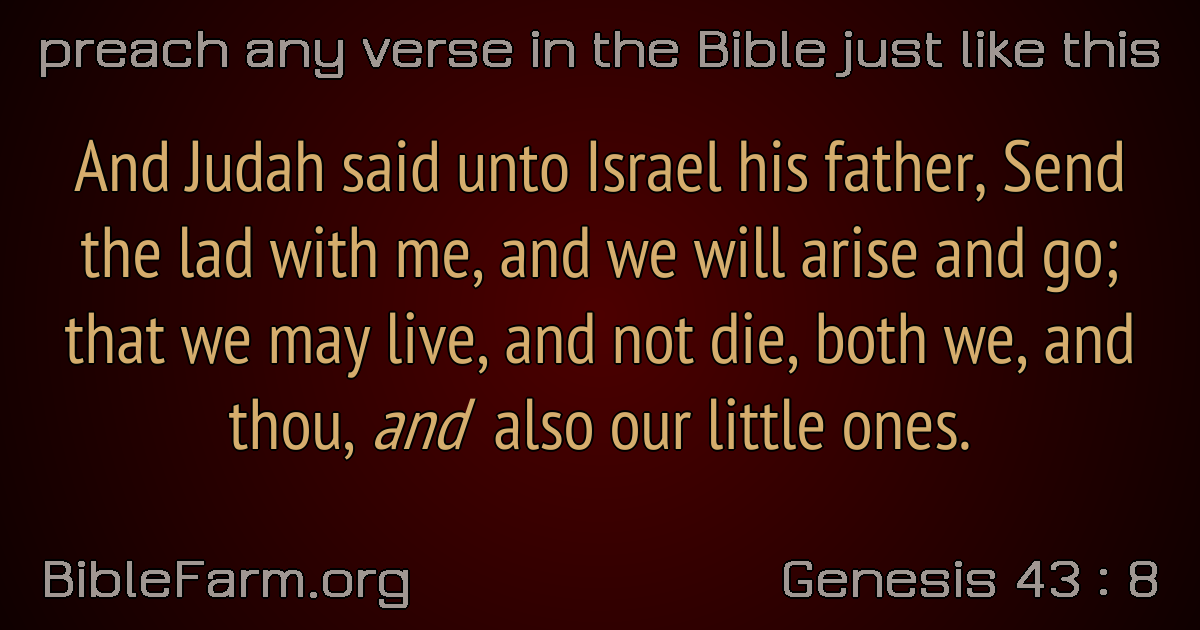 preach any verse in the Bible just like this
And Judah said unto Israel his father, Send
the lad with me, and we will arise and go;
that we may live, and not die, both we, and
thou, and also our little ones.
BibleFarm.org
Genesis 43 : 8